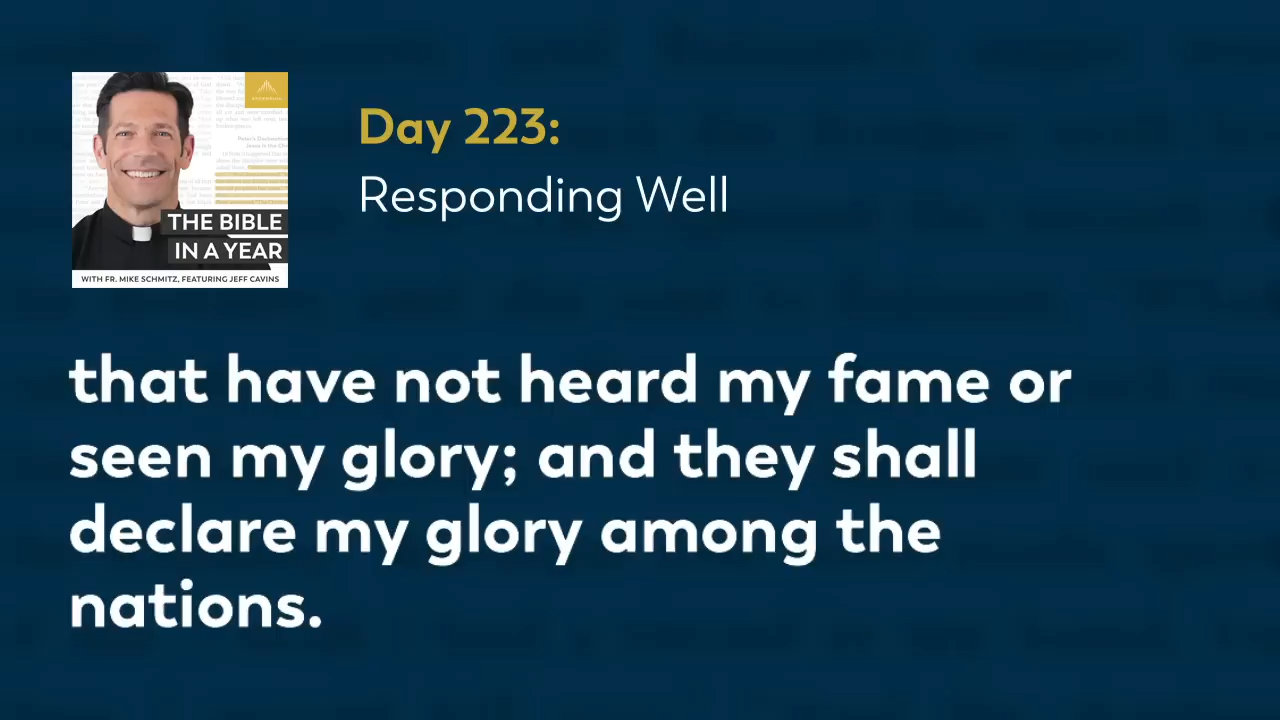 Day 223:
Responding Well
THE BIBLE
IN A YEAR
WITH FR. MIKE SCHMITZ, FEATURING JEFF CAVINS
that have not heard my fame or
seen my glory; and they shall
declare my glory among the
nations.